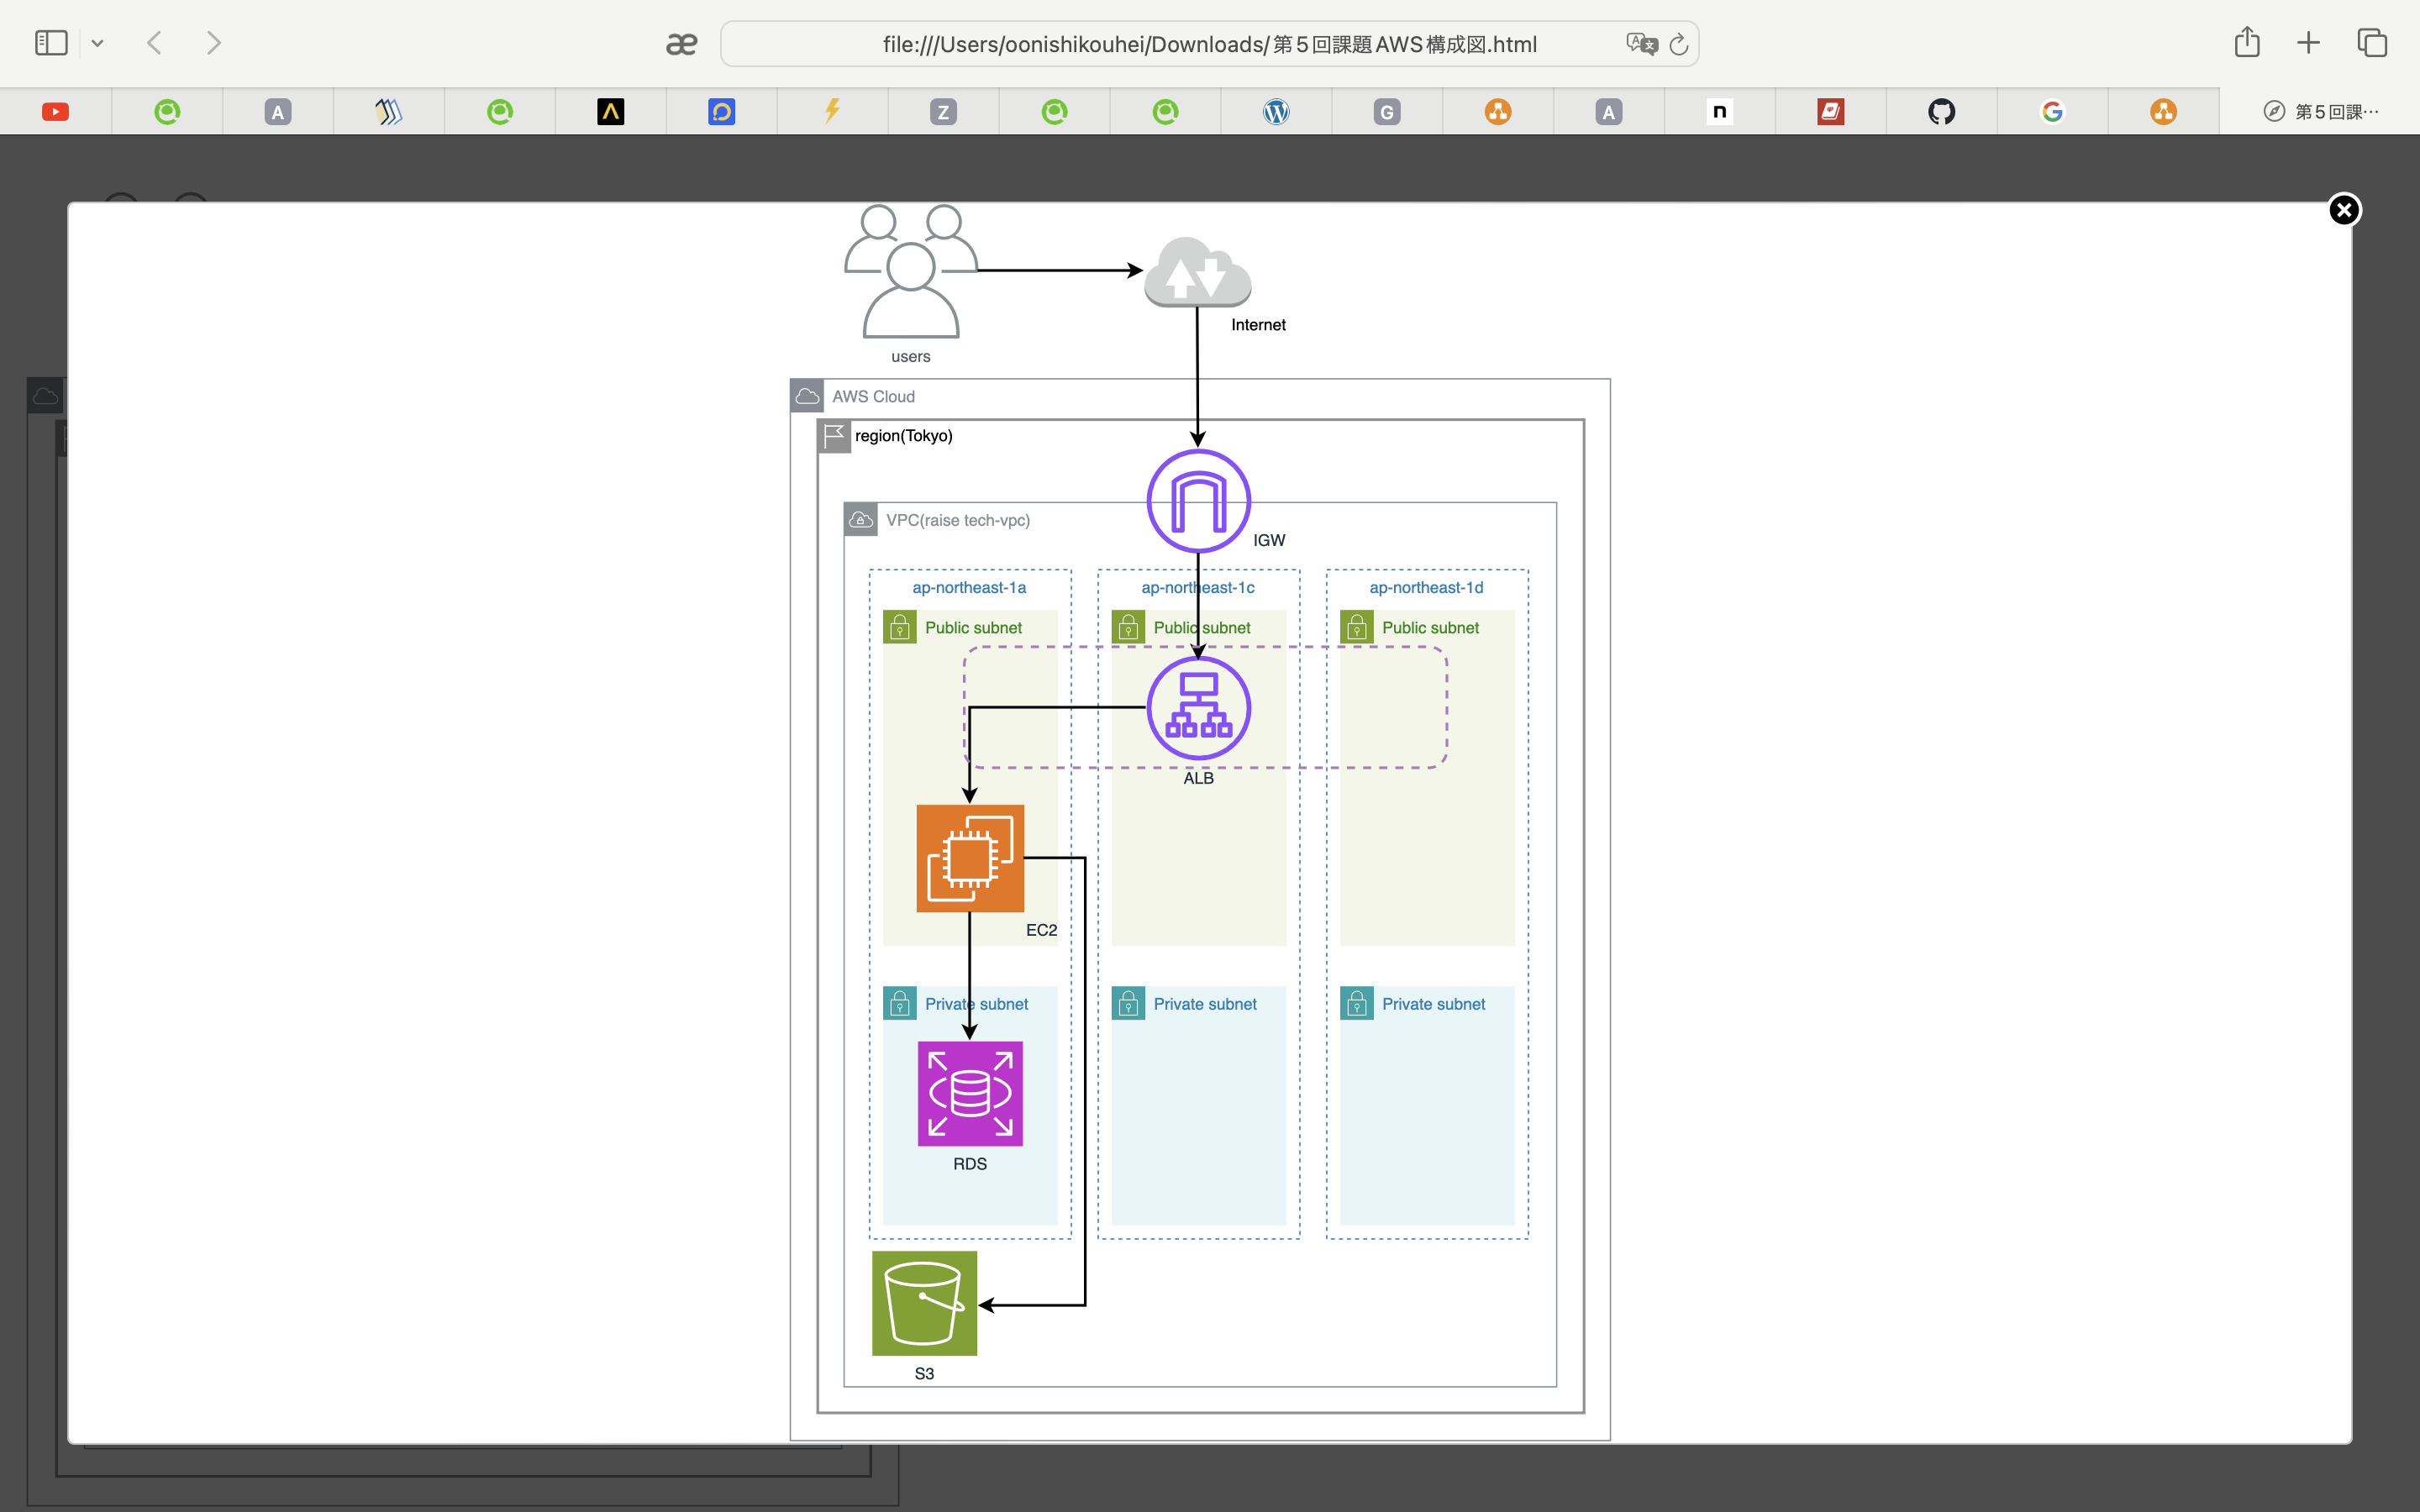 file:///Users/oonishikouhei/Downloads/第5回課題AWS構成図.html
A
Z
G
A
n
第5回課…
users
Internet
AWS Cloud
region(Tokyo)
VPC(raise tech-vpc)
IGW
ap-northeast-1a
ap-northeast-1c
ap-northeast-1d
Public subnet
Public subnet
Public subnet
ALB
EC2
Private subnet
Private subnet
Private subnet
RDS
S3